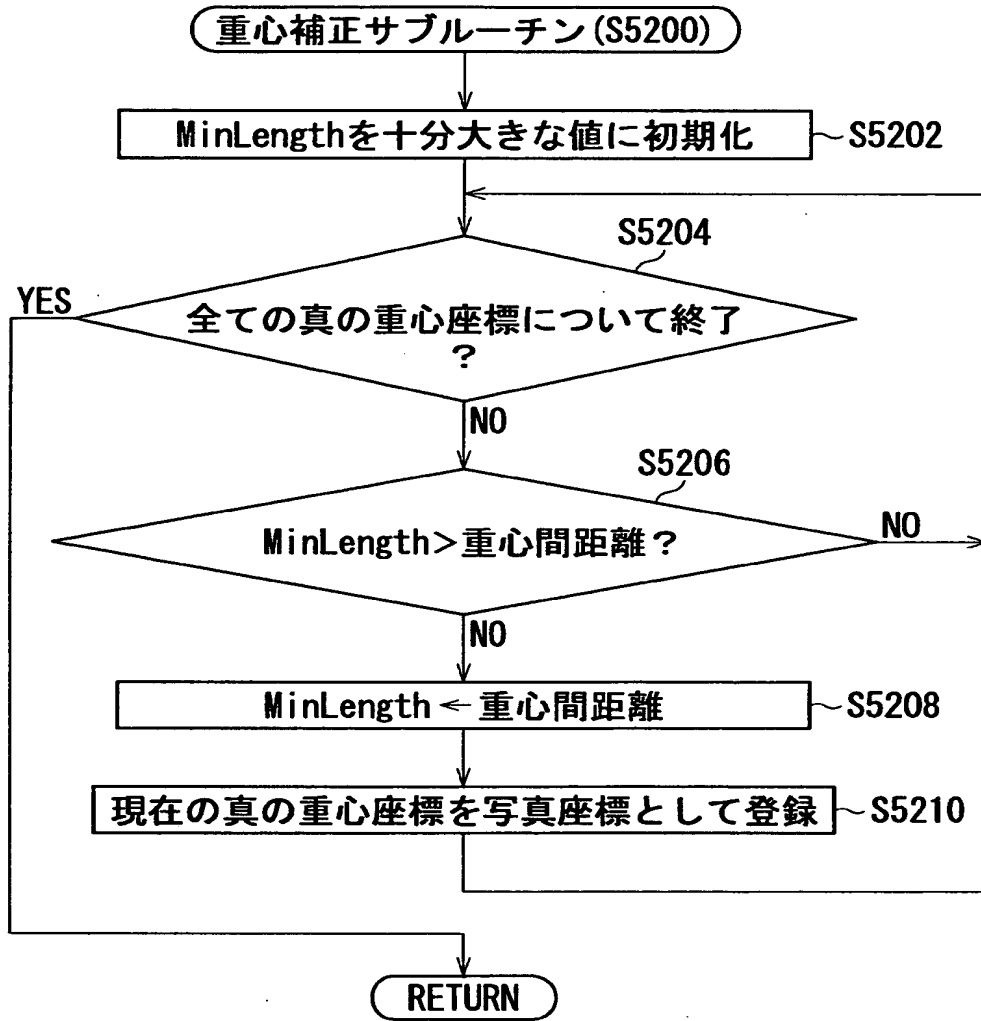 重心補正サブルーチン(S5200)
MinLengthを十分大きな値に初期化
S5202
S5204
YES
全ての真の重心座標について終了
?
NO
S5206
MinLength>重心間距離?
NO
NO
MinLength←重心間距離
S5208
現在の真の重心座標を写真座標として登録
S5210
RETURN